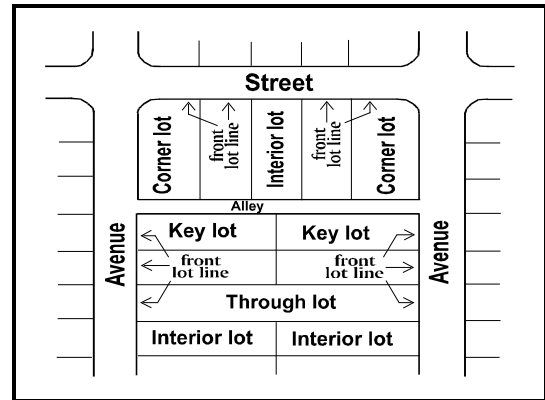 Street
Corner lot
front
lot line
Interior lot
front
lot line
Corner lot
Alley
Avenue
Key lot
Key lot
Avenue
front
lot line
front
lot line
Through lot
Interior lot
Interior lot